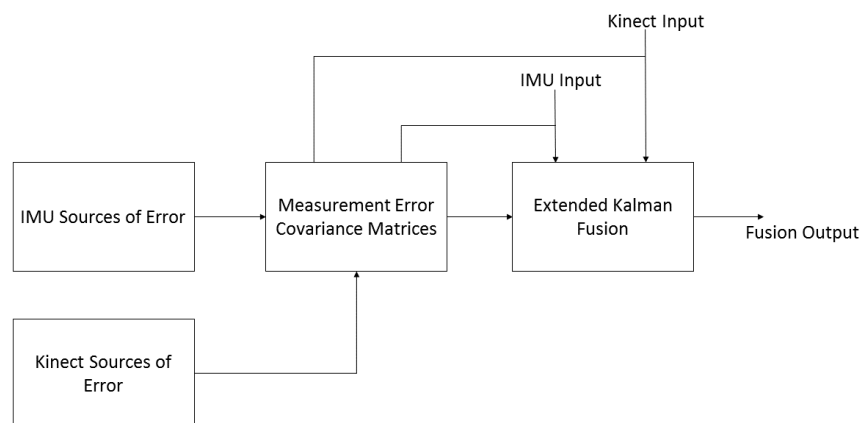 Kinect Input
IMU Input
IMU Sources of Error
Measurement Error
Covariance Matrices
Extended Kalman
Fusion
Fusion Output
Kinect Sources of
Error